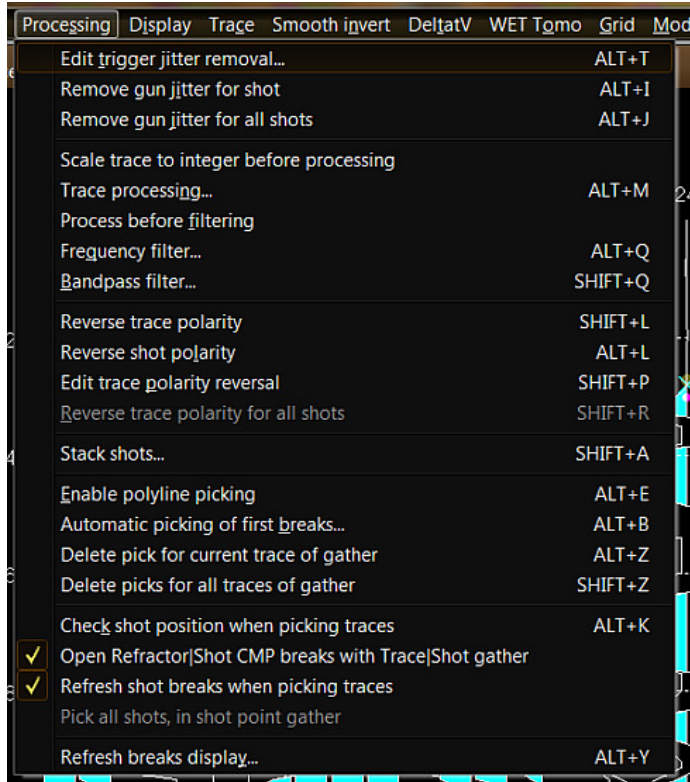 Processing Display Trace Smooth invert DeltatV WET Tomo Grid
Edit trigger jitter removal... ALT+T
Remove gun jitter for shot ALT+I
Remove gun jitter for all shots ALT+J
Scale trace to integer before processing
Trace processing... ALT+M
Process before filtering
Frequency filter... ALT+Q
Bandpass filter... SHIFT+Q
Reverse trace polarity SHIFT+L
Reverse shot polarity ALT+L
Edit trace polarity reversal SHIFT+P
Reverse trace polarity for all shots SHIFT+R
Stack shots... SHIFT+A
Enable polyline picking ALT+E
Automatic picking of first breaks... ALT+B
Delete pick for current trace of gather ALT+Z
Delete picks for all traces of gather SHIFT+Z
Check shot position when picking traces ALT+K
Open Refractor|Shot CMP breaks with Trace|Shot gather
Refresh shot breaks when picking traces
Pick all shots, in shot point gather
Refresh breaks display... ALT+Y